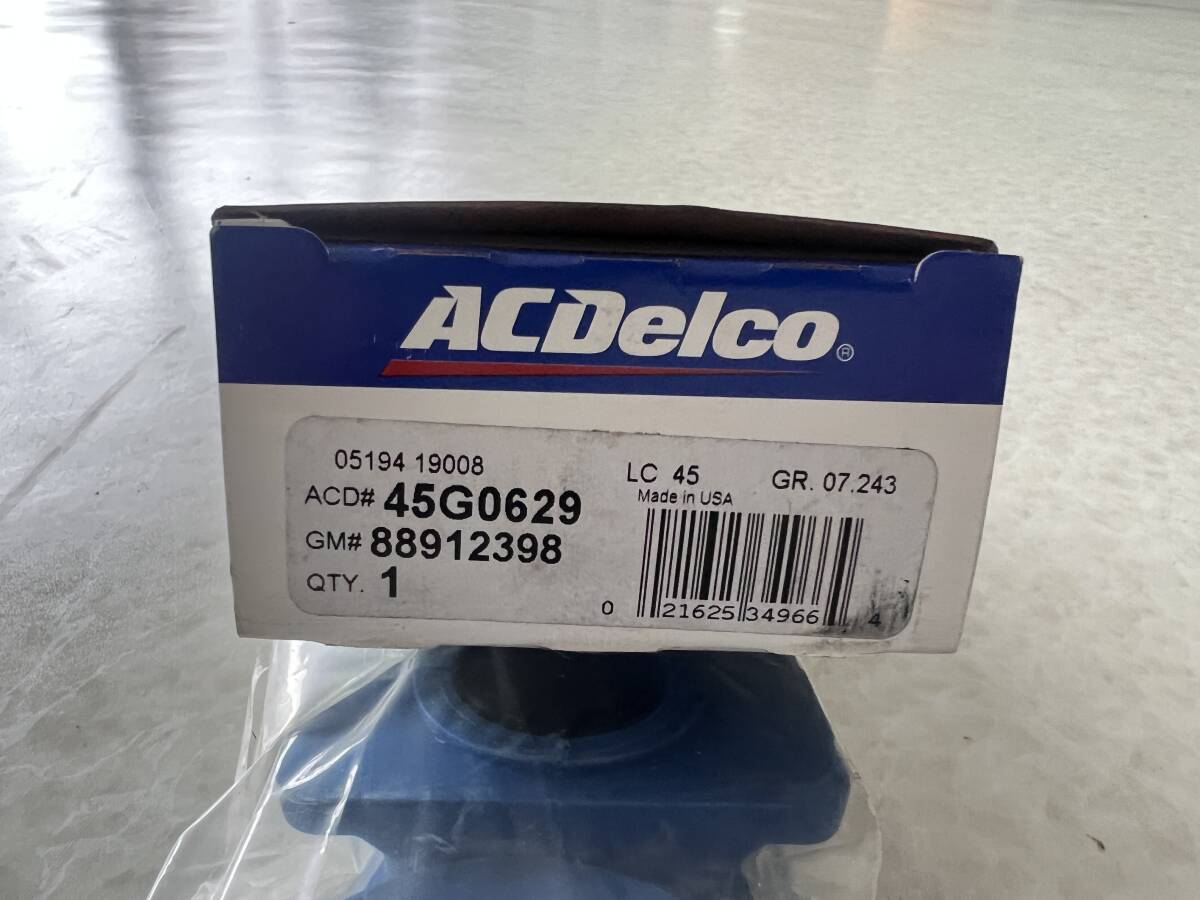 ACDelco®
05194 19008
LC 45
GR. 07.243
Made in USA
ACD# 45G0629
GM# 88912398
QTY. 1
0 21625 34966 4